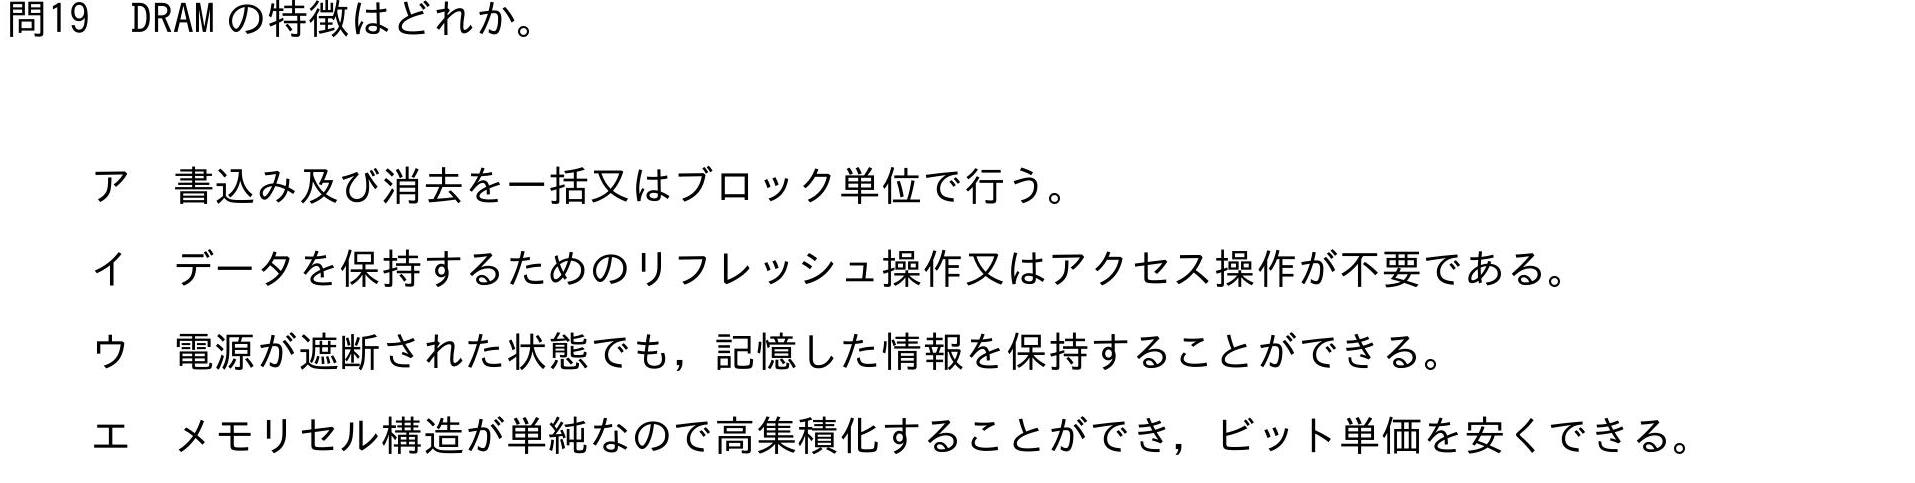 問19　DRAM の特徴はどれか。
ア　書込み及び消去を一括又はブロック単位で行う。
イ　データを保持するためのリフレッシュ操作又はアクセス操作が不要である。
ウ　電源が遮断された状態でも，記憶した情報を保持することができる。
エ　メモリセル構造が単純なので高集積化することができ，ビット単価を安くできる。